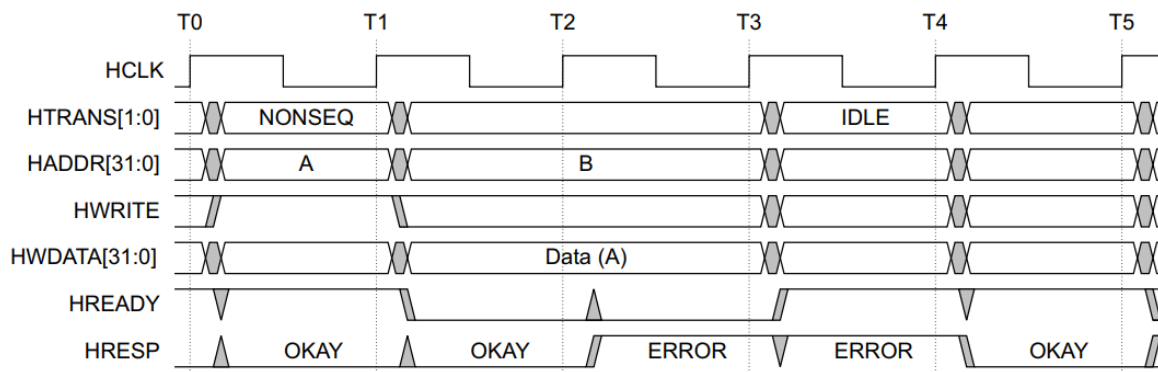 T0 T1 T2 T3 T4 T5
HCLK
HTRANS[1:0] NONSEQ IDLE
HADDR[31:0] A B
HWRITE
HWDATA[31:0] Data (A)
HREADY
HRESP OKAY OKAY ERROR ERROR OKAY